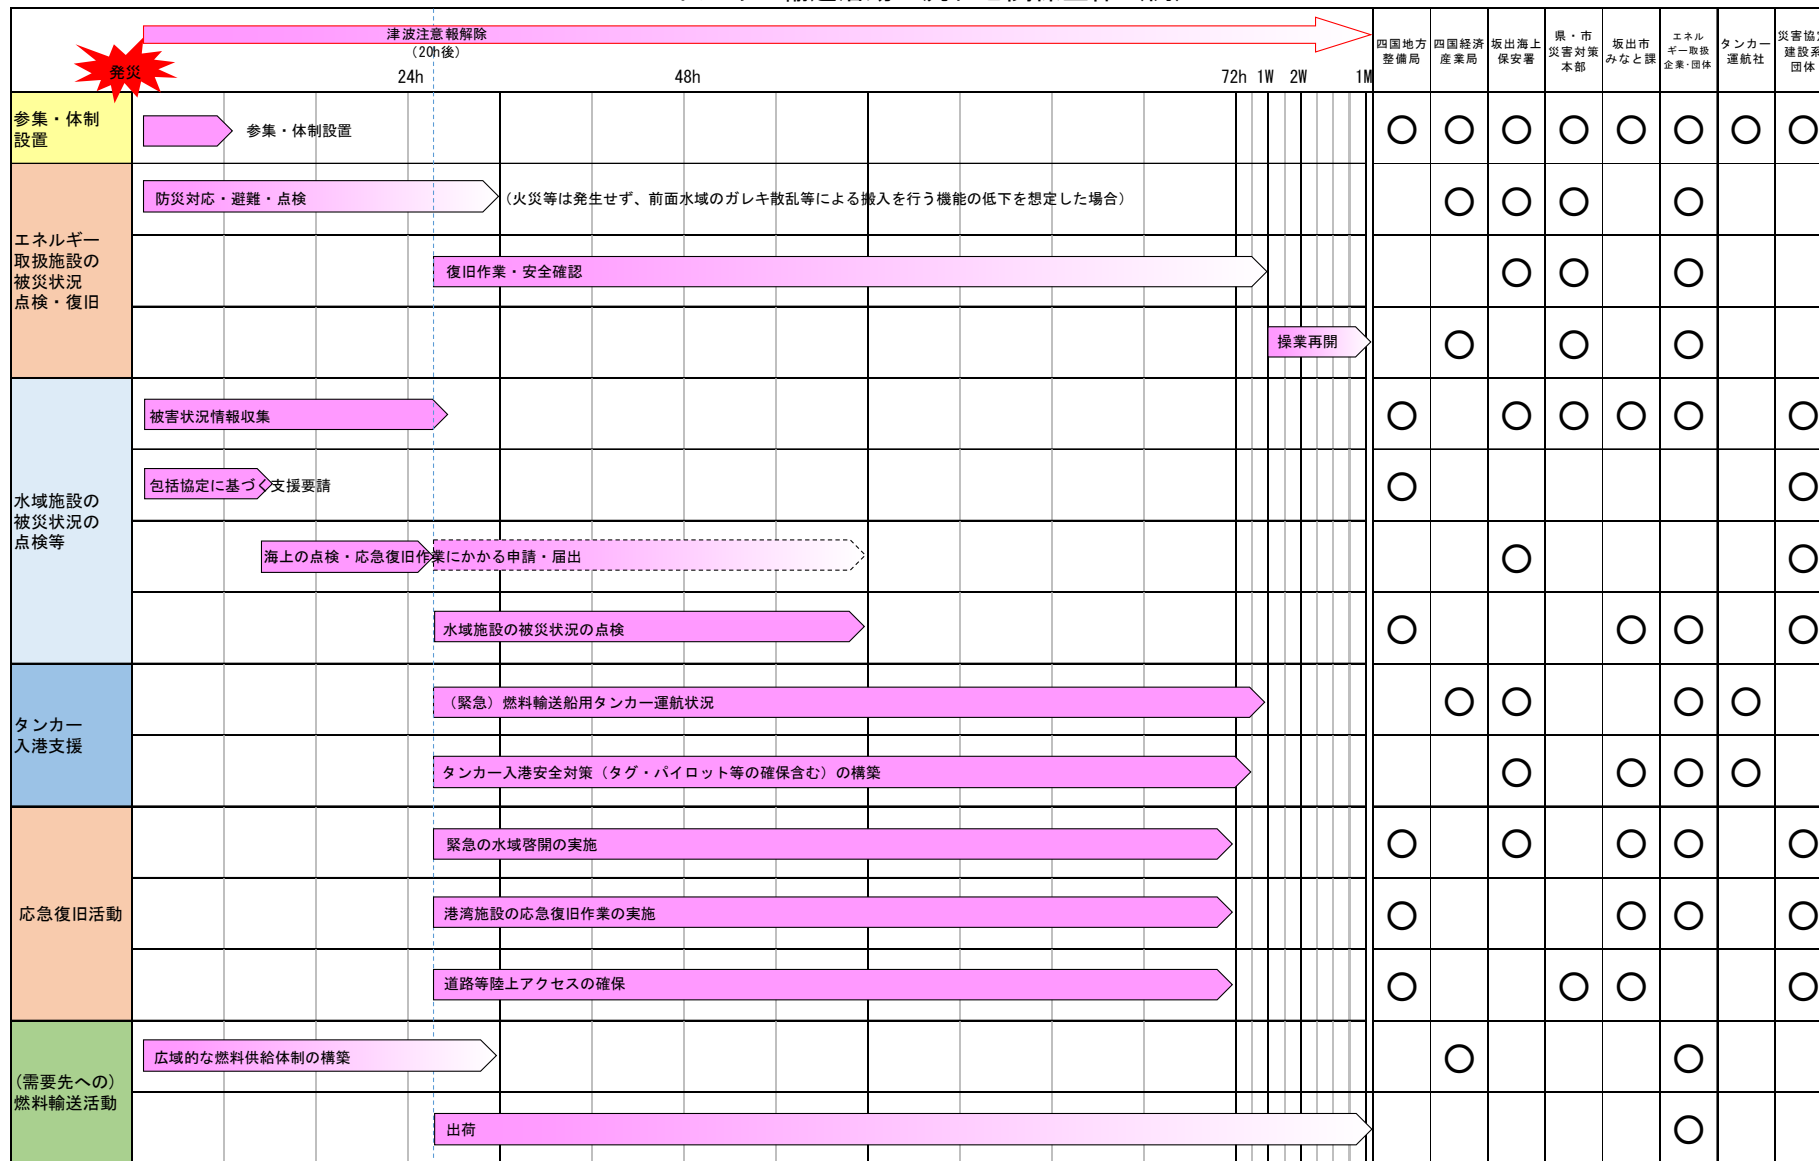 津波注意報解除
（20h後）
発災
24h
48h
72h
1W
2W
1M
四国地方
整備局
四国経済
産業局
坂出海上
保安署
県・市
災害対策
本部
坂出市
みなと課
エネル
ギー取扱
企業・団体
タンカー
運航社
災害協定
建設系
団体
参集・体制
設置
参集・体制設置
エネルギー
取扱施設の
被災状況
点検・復旧
防災対応・避難・点検
（火災等は発生せず、前面水域のガレキ散乱等による搬入を行う機能の低下を想定した場合）
復旧作業・安全確認
操業再開
水域施設の
被災状況の
点検等
被害状況情報収集
包括協定に基づく支援要請
海上の点検・応急復旧作業にかかる申請・届出
水域施設の被災状況の点検
タンカー
入港支援
（緊急）燃料輸送船用タンカー運航状況
タンカー入港安全対策（タグ・パイロット等の確保含む）の構築
応急復旧活動
緊急の水域啓開の実施
港湾施設の応急復旧作業の実施
道路等陸上アクセスの確保
（需要先への）
燃料輸送活動
広域的な燃料供給体制の構築
出荷